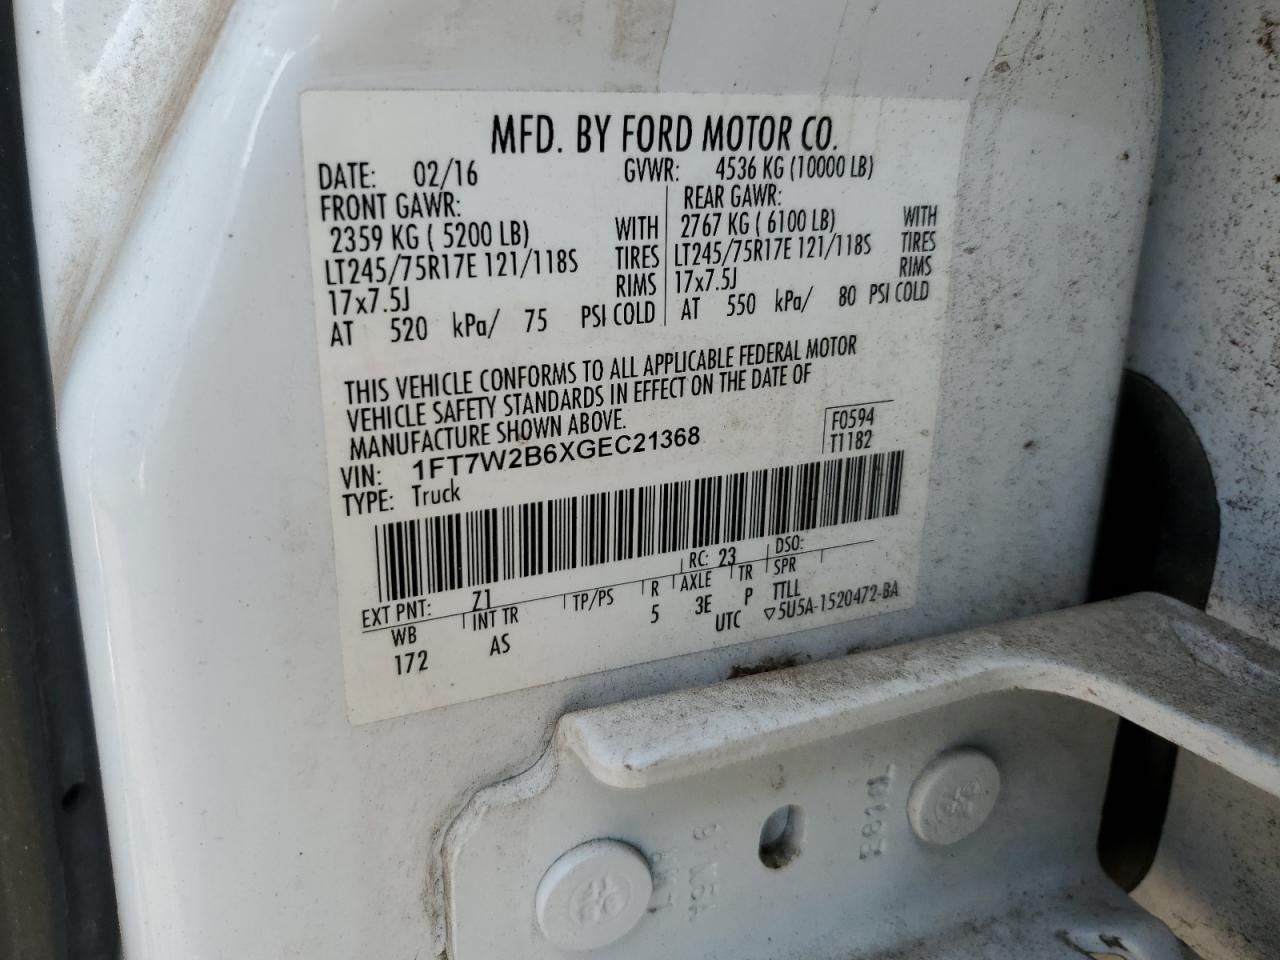 MFD. BY FORD MOTOR CO.
DATE: 02/16 GVWR: 4536 KG (10000 LB)
FRONT GAWR: REAR GAWR:
2359 KG ( 5200 LB) WITH 2767 KG ( 6100 LB) WITH
LT245/75R17E 121/118S TIRES LT245/75R17E 121/118S TIRES
17x7.5J RIMS 17x7.5J RIMS
AT 520 kPa/ 75 PSI COLD AT 550 kPa/ 80 PSI COLD
THIS VEHICLE CONFORMS TO ALL APPLICABLE FEDERAL MOTOR
VEHICLE SAFETY STANDARDS IN EFFECT ON THE DATE OF
MANUFACTURE SHOWN ABOVE.
F0594
VIN: 1FT7W2B6XGEC21368 T1182
TYPE: Truck
EXT PNT: Z1 RC: 23 DSO:
WB INT TR TP/PS R AXLE TR SPR
172 AS 5 3E P TTLL
UTC ▽5U5A-1520472-BA